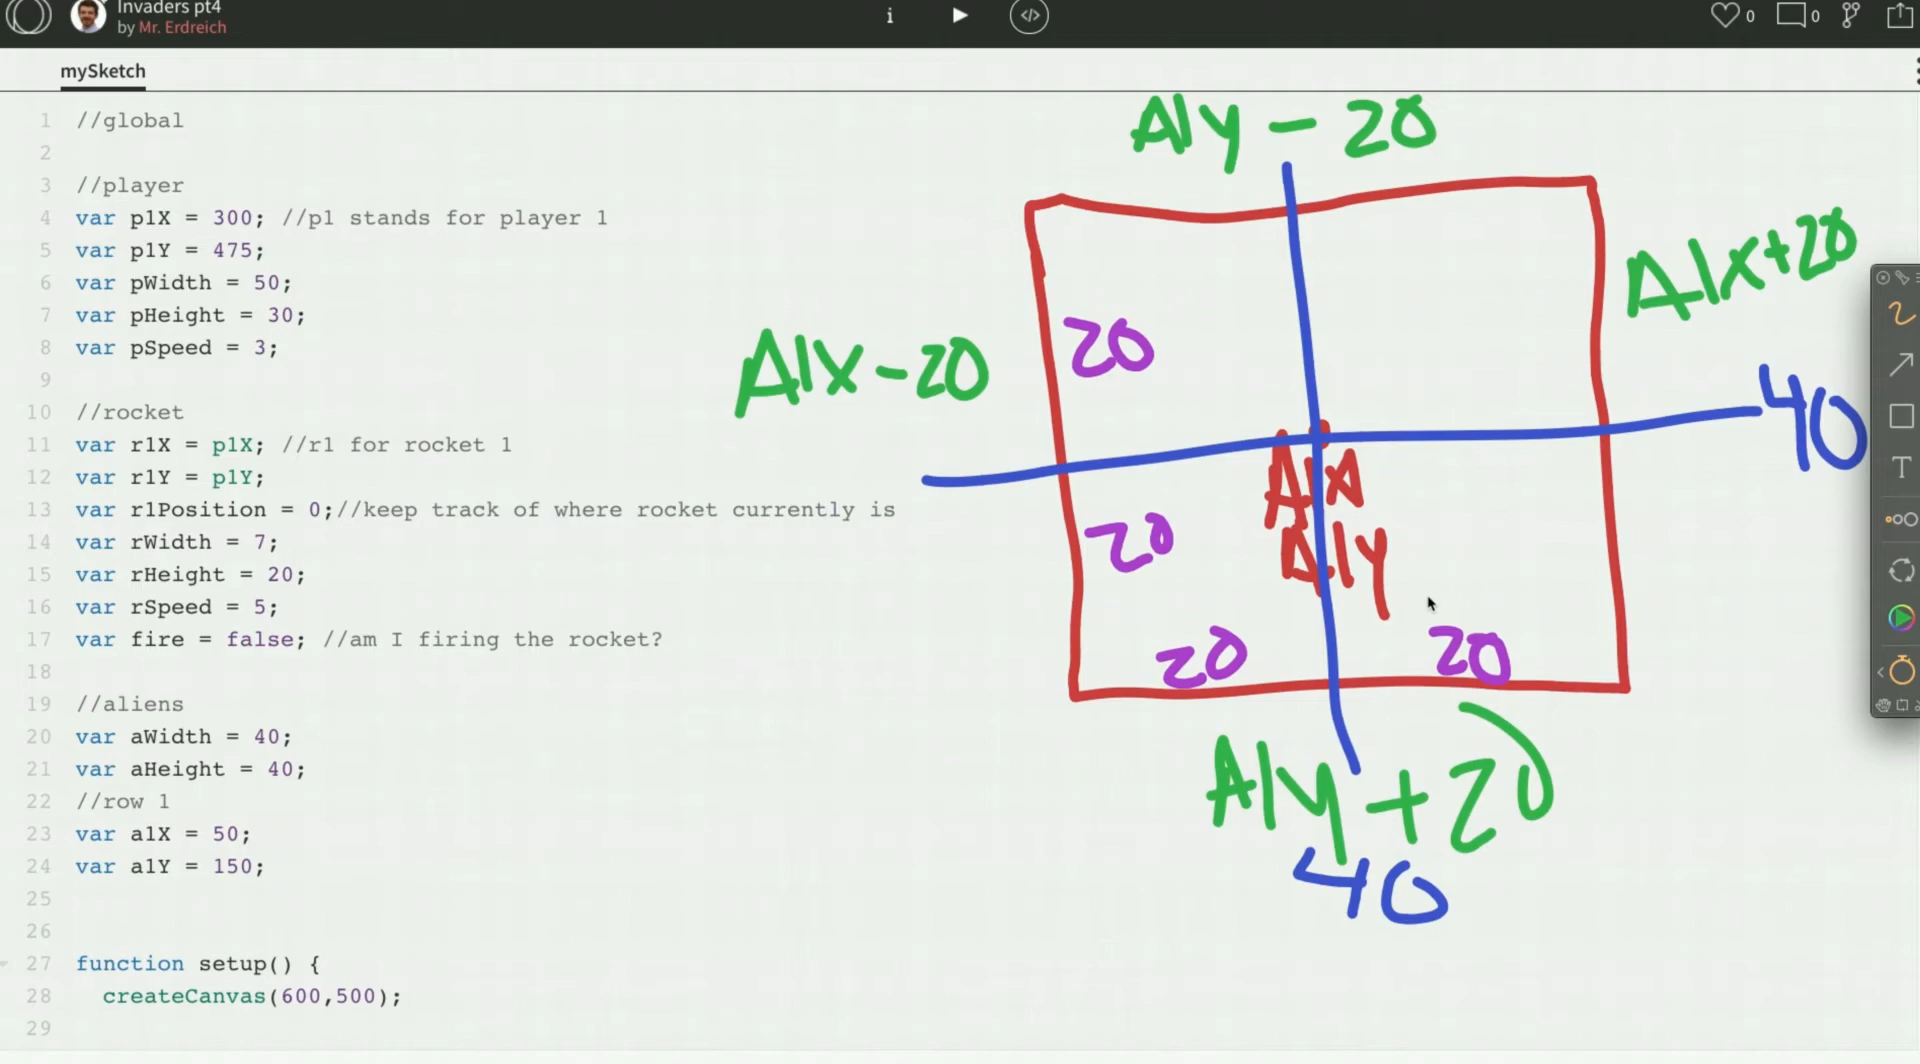 Invaders pt4
by Mr. Erdreich
i
</>
0
0
mySketch
1 //global
2
3 //player
4 var p1X = 300; //p1 stands for player 1
5 var p1Y = 475;
6 var pWidth = 50;
7 var pHeight = 30;
8 var pSpeed = 3;
9
10 //rocket
11 var r1X = p1X; //r1 for rocket 1
12 var r1Y = p1Y;
13 var r1Position = 0;//keep track of where rocket currently is
14 var rWidth = 7;
15 var rHeight = 20;
16 var rSpeed = 5;
17 var fire = false; //am I firing the rocket?
18
19 //aliens
20 var aWidth = 40;
21 var aHeight = 40;
22 //row 1
23 var a1X = 50;
24 var a1Y = 150;
25
26
27 function setup() {
28 createCanvas(600,500);
29
A1y - 20
A1x+20
A1x-20
20
40
A1x
A1y
20
20
20
A1y+20
40
T